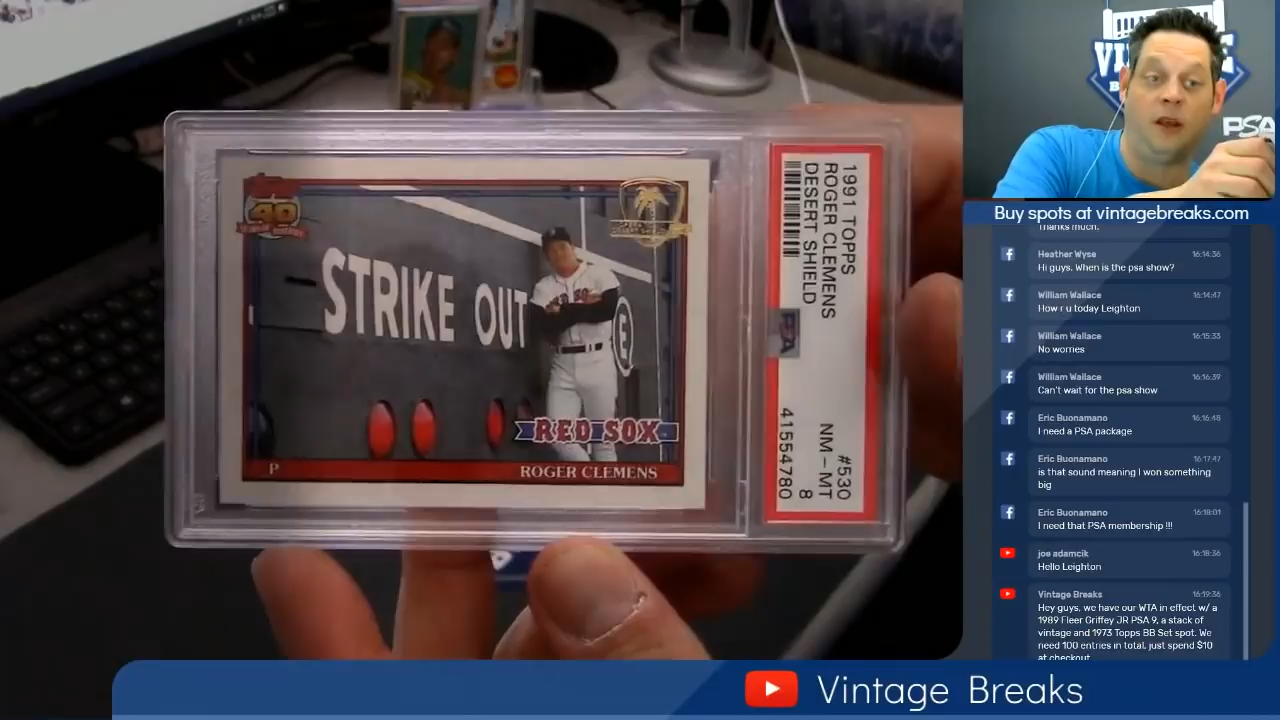 40
STRIKE OUT
E
RED SOX
P
ROGER CLEMENS
1991 TOPPS
ROGER CLEMENS
DESERT SHIELD
PSA
#530
NM-MT
8
41554780
PSA
Buy spots at vintagebreaks.com
Thanks much.
Heather Wyse 16:14:36
Hi guys. When is the psa show?
William Wallace 16:14:47
How r u today Leighton
William Wallace 16:15:33
No worries
William Wallace 16:16:39
Can't wait for the psa show
Eric Buonamano 16:16:48
I need a PSA package
Eric Buonamano 16:17:47
is that sound meaning I won something
big
Eric Buonamano 16:18:01
I need that PSA membership !!!
joe adamcik 16:18:36
Hello Leighton
Vintage Breaks 16:19:36
Hey guys, we have our WTA in effect w/ a
1989 Fleer Griffey JR PSA 9, a stack of
vintage and 1973 Topps BB Set spot. We
need 100 entries in total, just spend $10
at checkout
Vintage Breaks